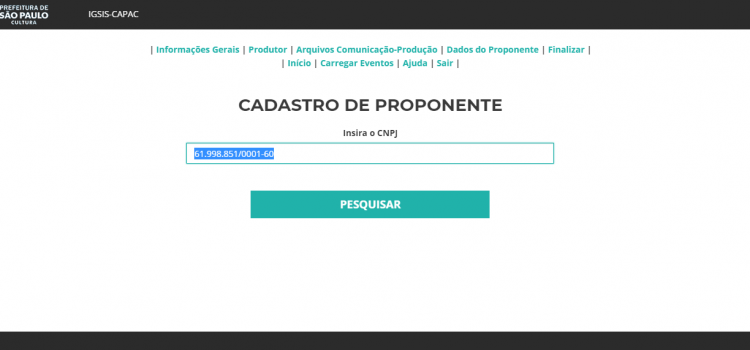 PREFEITURA DE
SÃO PAULO
CULTURA
IGSIS-CAPAC
| Informações Gerais | Produtor | Arquivos Comunicação-Produção | Dados do Proponente | Finalizar |
| Início | Carregar Eventos | Ajuda | Sair |
CADASTRO DE PROPONENTE
Insira o CNPJ
61.998.851/0001-60
PESQUISAR